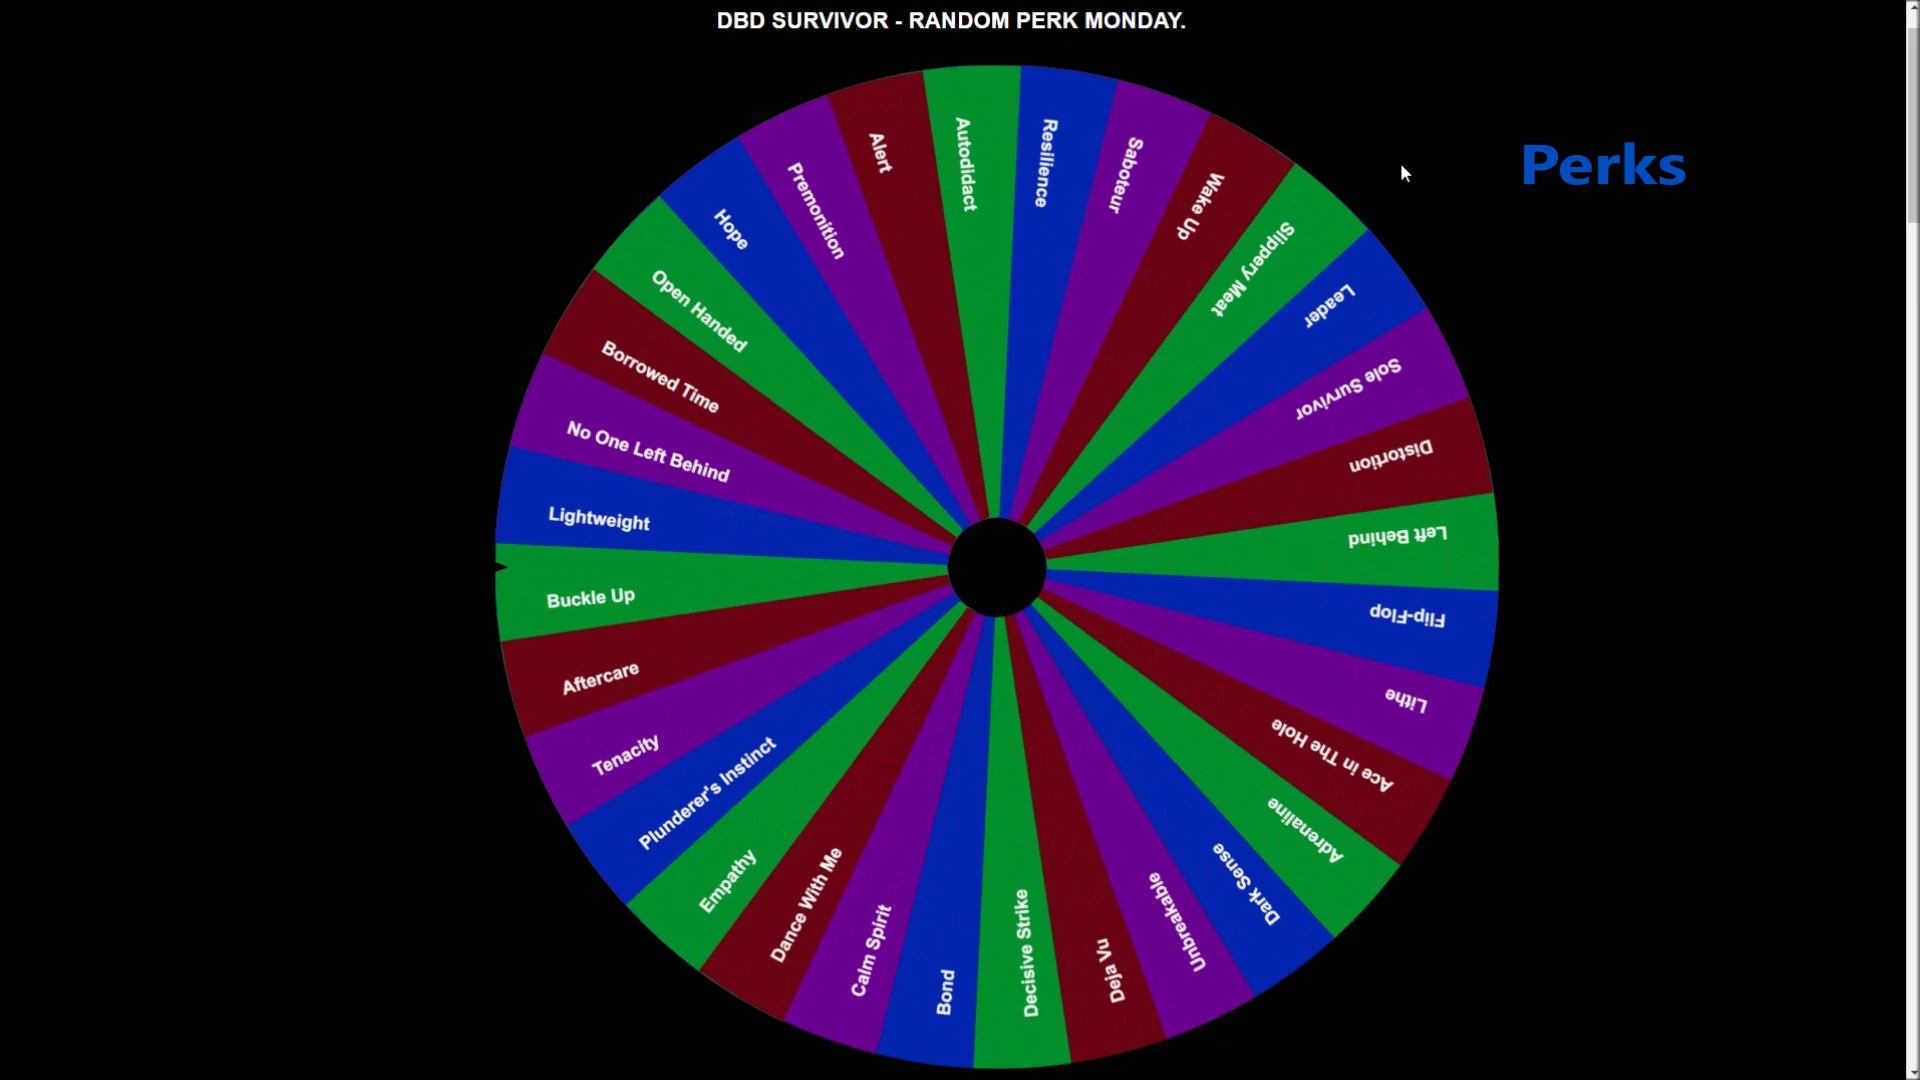 DBD SURVIVOR - RANDOM PERK MONDAY.
Perks
Autodidact
Resilience
Saboteur
Wake Up
Slippery Meat
Leader
Sole Survivor
Distortion
Left Behind
Flip-Flop
Lithe
Ace In The Hole
Adrenaline
Dark Sense
Unbreakable
Deja Vu
Decisive Strike
Bond
Calm Spirit
Dance With Me
Empathy
Plunderer's Instinct
Tenacity
Aftercare
Buckle Up
Lightweight
No One Left Behind
Borrowed Time
Open Handed
Hope
Premonition
Alert